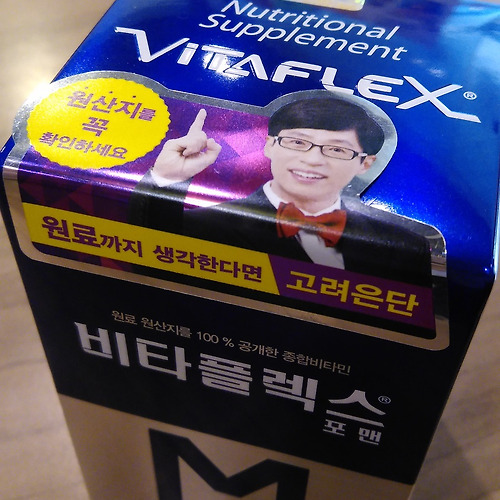 Nutritional
Supplement
VITAFLEX®
원산지를
꼭
확인하세요
원료까지 생각한다면 고려은단
원료 원산지를 100 % 공개한 종합비타민
비타플렉스®
포 맨
M